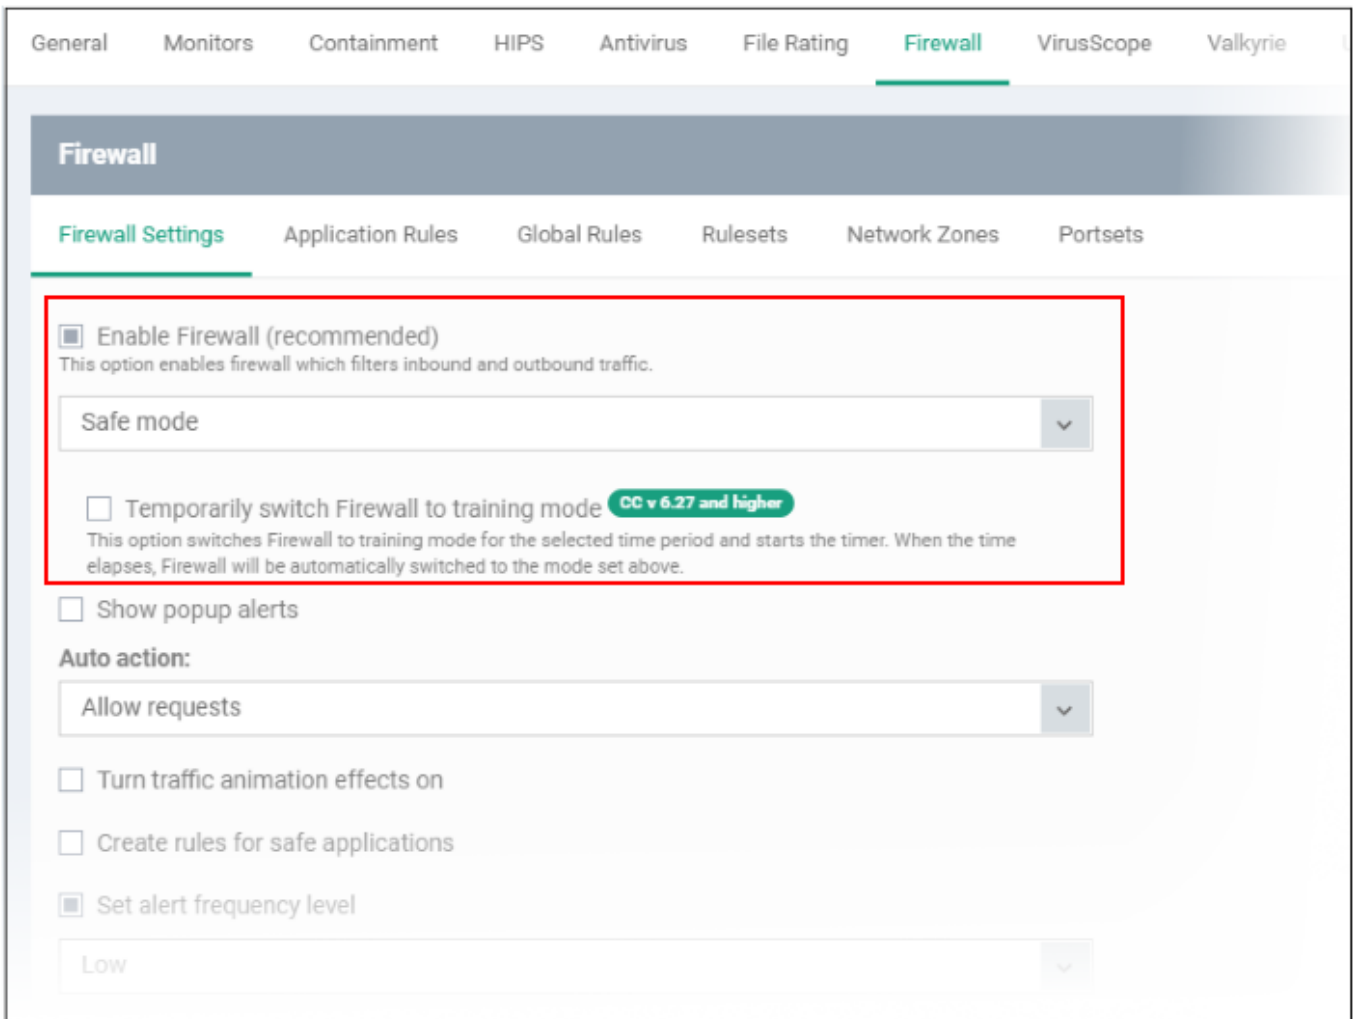 General Monitors Containment HIPS Antivirus File Rating Firewall VirusScope Valkyrie
Firewall
Firewall Settings Application Rules Global Rules Rulesets Network Zones Portsets
Enable Firewall (recommended)
This option enables firewall which filters inbound and outbound traffic.
Safe mode
Temporarily switch Firewall to training mode CC v 6.27 and higher
This option switches Firewall to training mode for the selected time period and starts the timer. When the time
elapses, Firewall will be automatically switched to the mode set above.
Show popup alerts
Auto action:
Allow requests
Turn traffic animation effects on
Create rules for safe applications
Set alert frequency level
Low